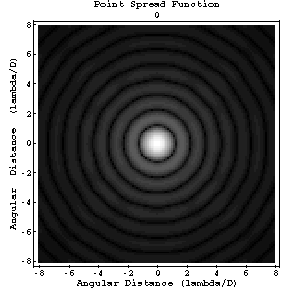 Point Spread Function
0
8
6
4
2
0
-2
-4
-6
-8
Angular Distance (lambda/D)
-8 -6 -4 -2 0 2 4 6 8
Angular Distance (lambda/D)